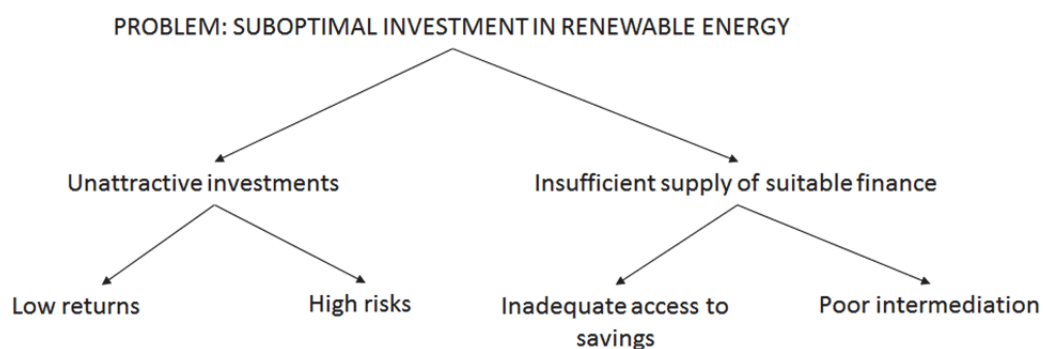 PROBLEM: SUBOPTIMAL INVESTMENT IN RENEWABLE ENERGY
Unattractive investments
Insufficient supply of suitable finance
Low returns
High risks
Inadequate access to
savings
Poor intermediation